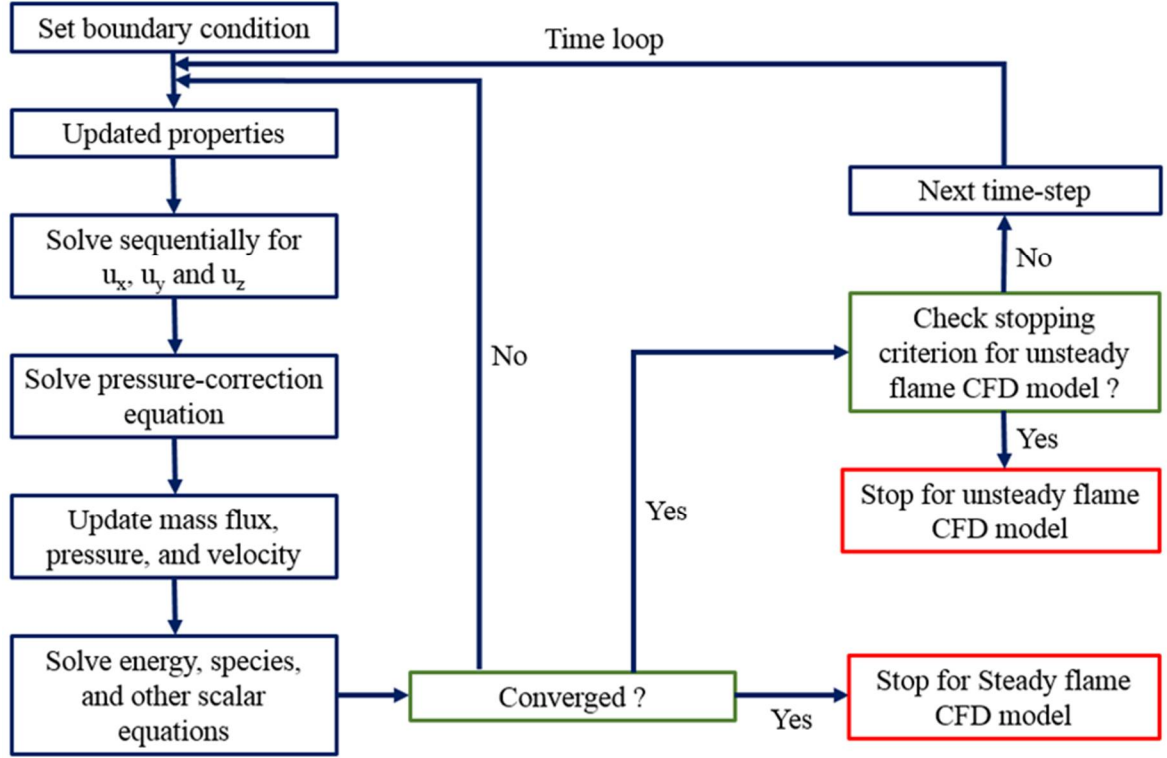 Set boundary condition
Time loop
Updated properties
Next time-step
Solve sequentially for
uₓ, u_y and u_z
No
Check stopping
criterion for unsteady
flame CFD model ?
No
Solve pressure-correction
equation
Yes
Stop for unsteady flame
CFD model
Yes
Update mass flux,
pressure, and velocity
Solve energy, species,
and other scalar
equations
Converged ?
Yes
Stop for Steady flame
CFD model